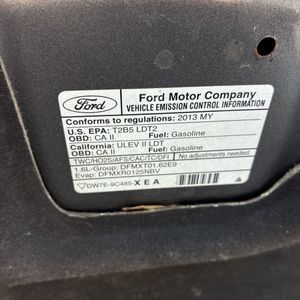 Ford
Ford Motor Company
VEHICLE EMISSION CONTROL INFORMATION
Conforms to regulations: 2013 MY
U.S. EPA: T2B5 LDT2
OBD: CA II Fuel: Gasoline
California: ULEV II LDT
OBD: CA II Fuel: Gasoline
TWC/HO2S/AFS/CAC/TC/DFI
No adjustments needed.
1.6L-Group: DFMXT01.62E9
Evap: DFMXR0125NBV
DW7E-9C485- X E A